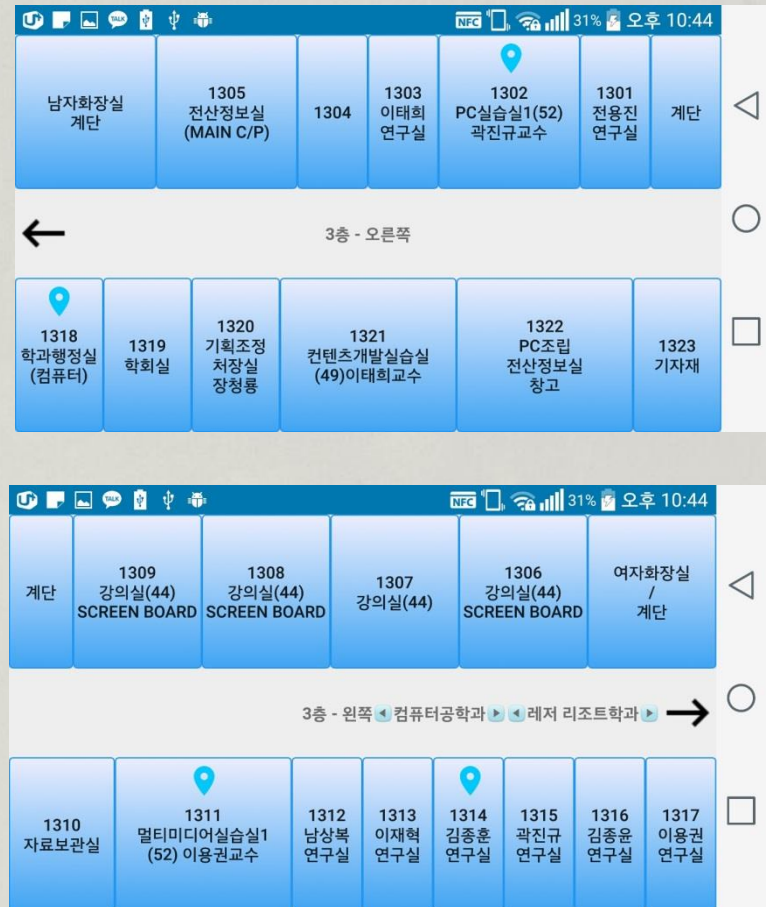 TALK
NFC 31% 오후 10:44
남자화장실
계단
1305
전산정보실
(MAIN C/P)
1304
1303
이태희
연구실
1302
PC실습실1(52)
곽진규교수
1301
전용진
연구실
계단
3층 - 오른쪽
1318
학과행정실
(컴퓨터)
1319
학회실
1320
기획조정
처장실
장청룡
1321
컨텐츠개발실습실
(49)이태희교수
1322
PC조립
전산정보실
창고
1323
기자재
TALK
NFC 31% 오후 10:44
계단
1309
강의실(44)
SCREEN BOARD
1308
강의실(44)
SCREEN BOARD
1307
강의실(44)
1306
강의실(44)
SCREEN BOARD
여자화장실
/
계단
3층 - 왼쪽 컴퓨터공학과 레저 리조트학과
1310
자료보관실
1311
멀티미디어실습실1
(52) 이용권교수
1312
남상복
연구실
1313
이재혁
연구실
1314
김종훈
연구실
1315
곽진규
연구실
1316
김종윤
연구실
1317
이용권
연구실